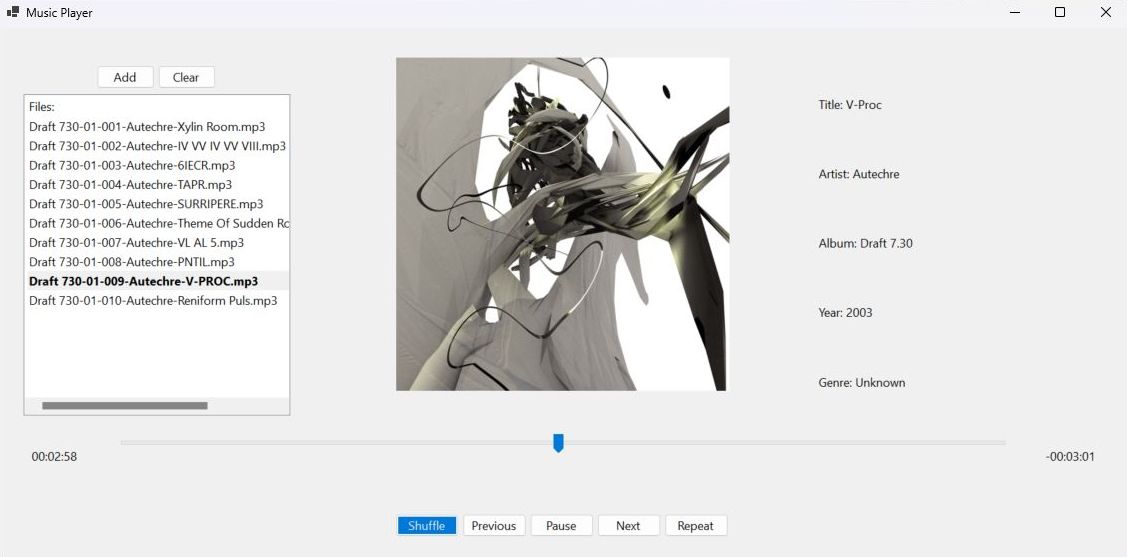 Music Player
Add Clear
Files:
Draft 730-01-001-Autechre-Xylin Room.mp3
Draft 730-01-002-Autechre-IV VV IV VV VIII.mp3
Draft 730-01-003-Autechre-6IECR.mp3
Draft 730-01-004-Autechre-TAPR.mp3
Draft 730-01-005-Autechre-SURRIPERE.mp3
Draft 730-01-006-Autechre-Theme Of Sudden Ro
Draft 730-01-007-Autechre-VL AL 5.mp3
Draft 730-01-008-Autechre-PNTIL.mp3
Draft 730-01-009-Autechre-V-PROC.mp3
Draft 730-01-010-Autechre-Reniform Puls.mp3
Title: V-Proc
Artist: Autechre
Album: Draft 7.30
Year: 2003
Genre: Unknown
00:02:58
-00:03:01
Shuffle Previous Pause Next Repeat